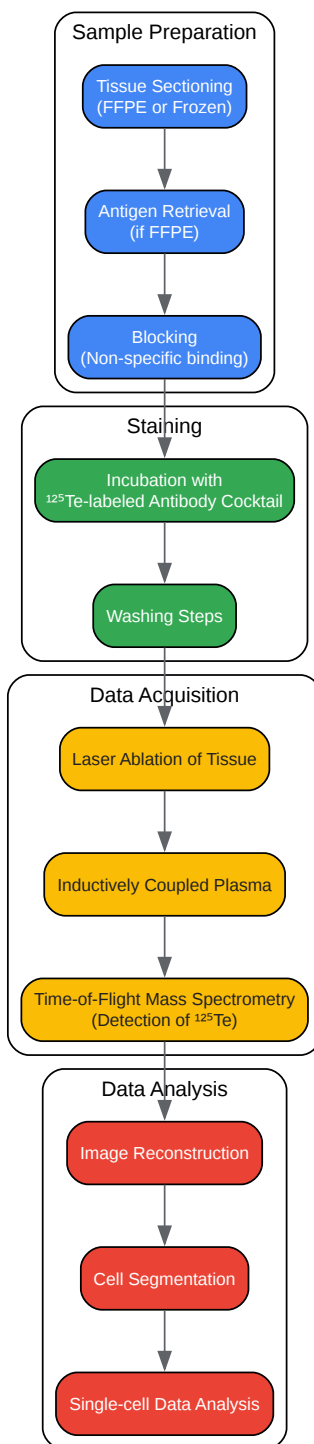 Sample Preparation
Tissue Sectioning
(FFPE or Frozen)
Antigen Retrieval
(if FFPE)
Blocking
(Non-specific binding)
Staining
Incubation with
¹²⁵Te-labeled Antibody Cocktail
Washing Steps
Data Acquisition
Laser Ablation of Tissue
Inductively Coupled Plasma
Time-of-Flight Mass Spectrometry
(Detection of ¹²⁵Te)
Data Analysis
Image Reconstruction
Cell Segmentation
Single-cell Data Analysis